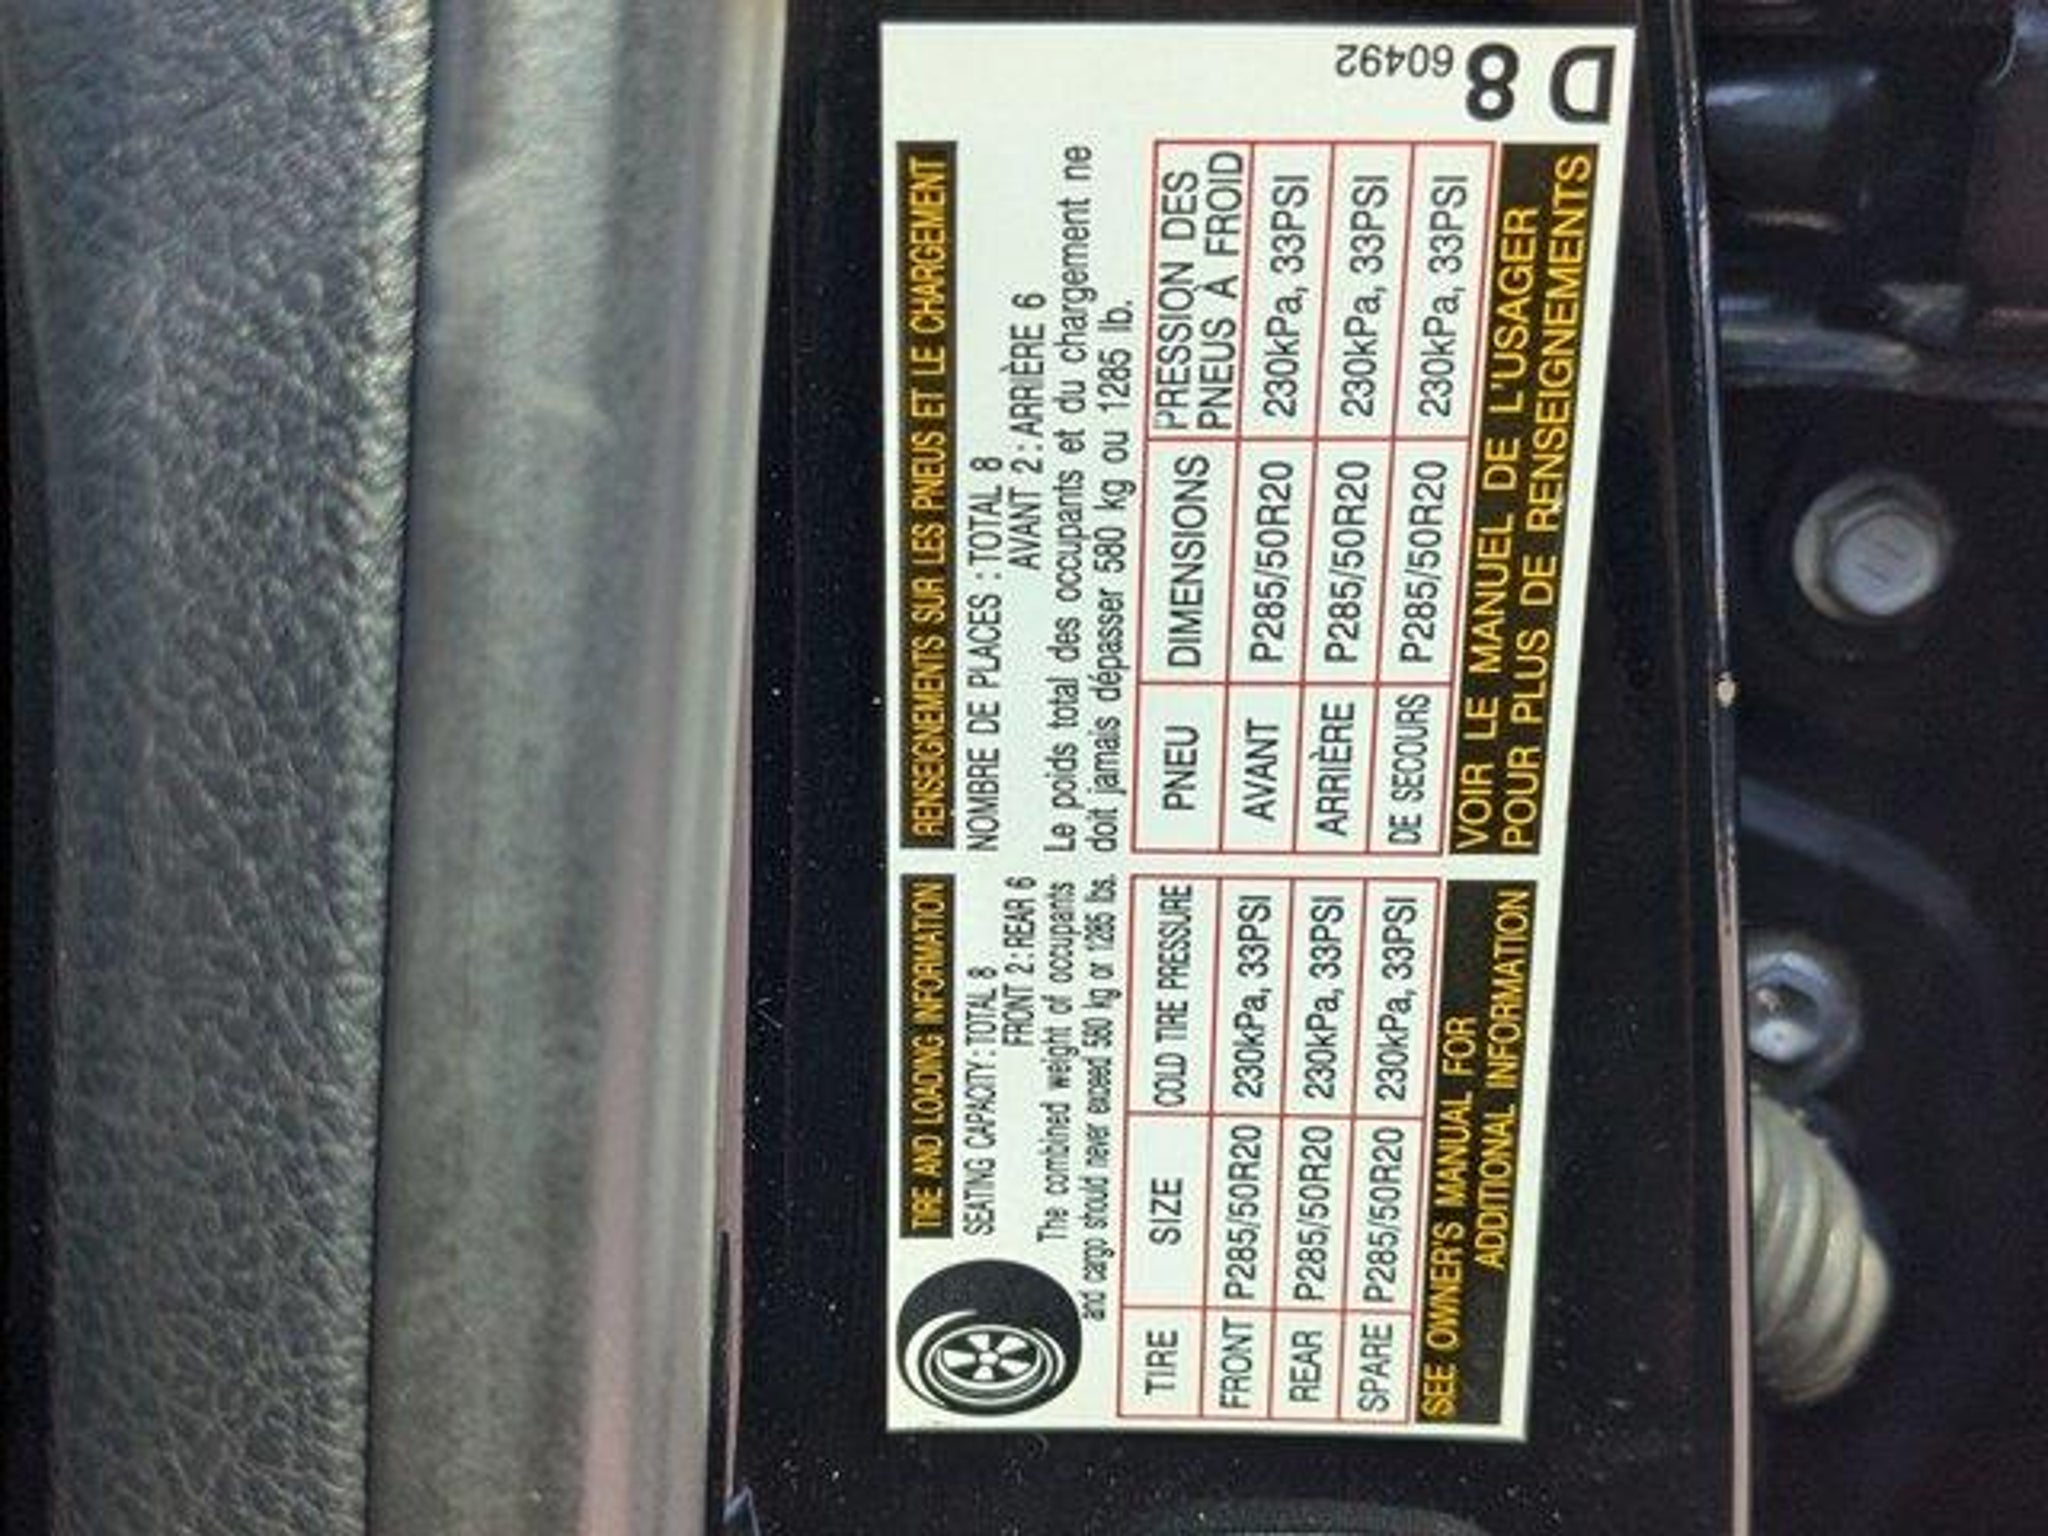 TIRE AND LOADING INFORMATION
SEATING CAPACITY : TOTAL 8
FRONT 2 : REAR 6
The combined weight of occupants
and cargo should never exceed 580 kg or 1285 lbs.
TIRE SIZE COLD TIRE PRESSURE
FRONT P285/50R20 230kPa, 33PSI
REAR P285/50R20 230kPa, 33PSI
SPARE P285/50R20 230kPa, 33PSI
SEE OWNER'S MANUAL FOR
ADDITIONAL INFORMATION
RENSEIGNEMENTS SUR LES PNEUS ET LE CHARGEMENT
NOMBRE DE PLACES : TOTAL 8
AVANT 2 : ARRIÈRE 6
Le poids total des occupants et du chargement ne
doit jamais dépasser 580 kg ou 1285 lb.
PNEU DIMENSIONS PRESSION DES
PNEUS À FROID
AVANT P285/50R20 230kPa, 33PSI
ARRIÈRE P285/50R20 230kPa, 33PSI
DE SECOURS P285/50R20 230kPa, 33PSI
VOIR LE MANUEL DE L'USAGER
POUR PLUS DE RENSEIGNEMENTS
60492
D 8